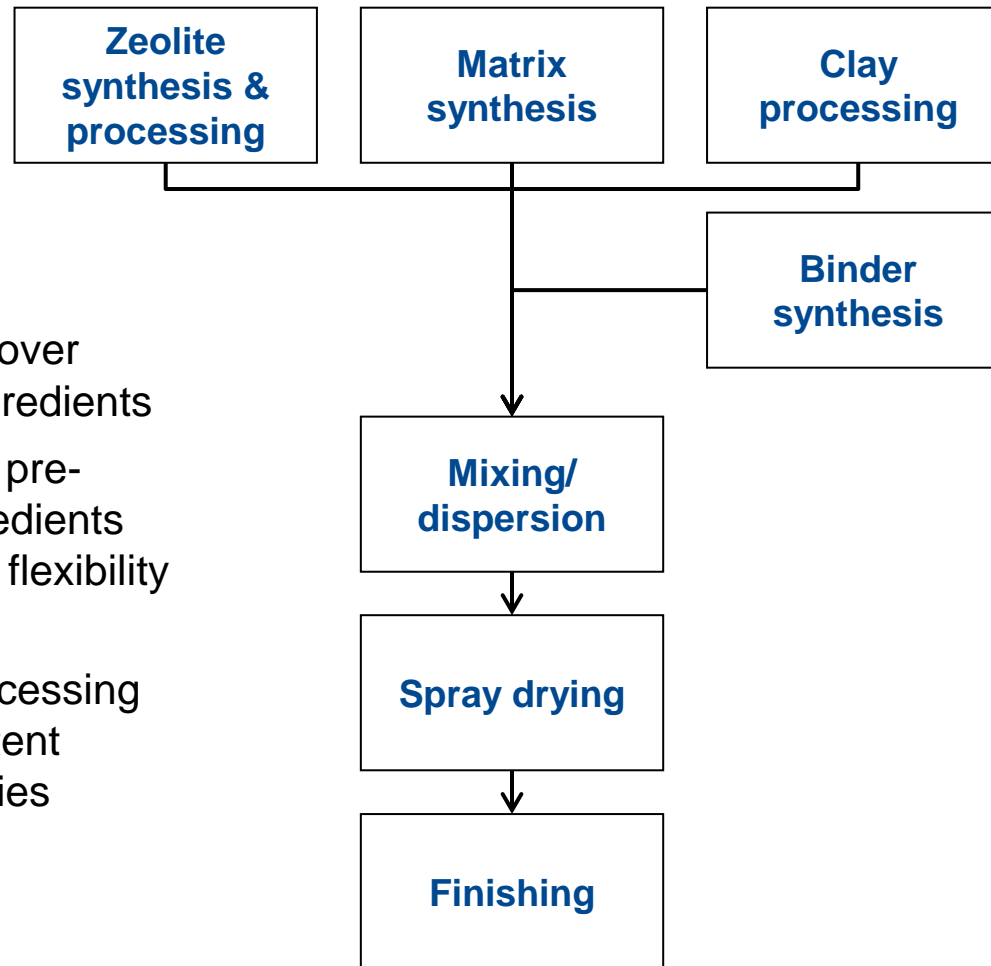 Zeolite
synthesis &
processing
Matrix
synthesis
Clay
processing
Binder
synthesis
over
redients
pre-
edients
flexibility
cessing
ent
ies
Mixing/
dispersion
Spray drying
Finishing